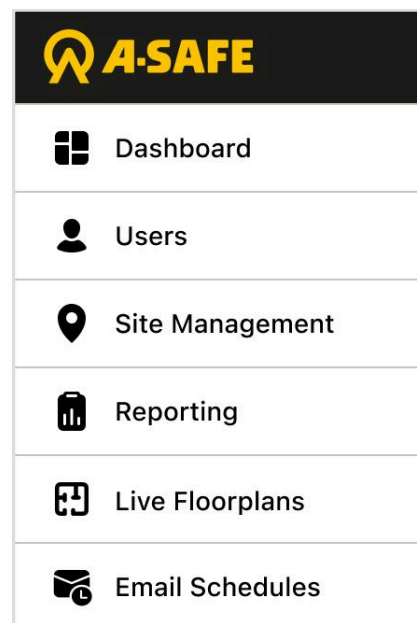 A-SAFE
Dashboard
Users
Site Management
Reporting
Live Floorplans
Email Schedules